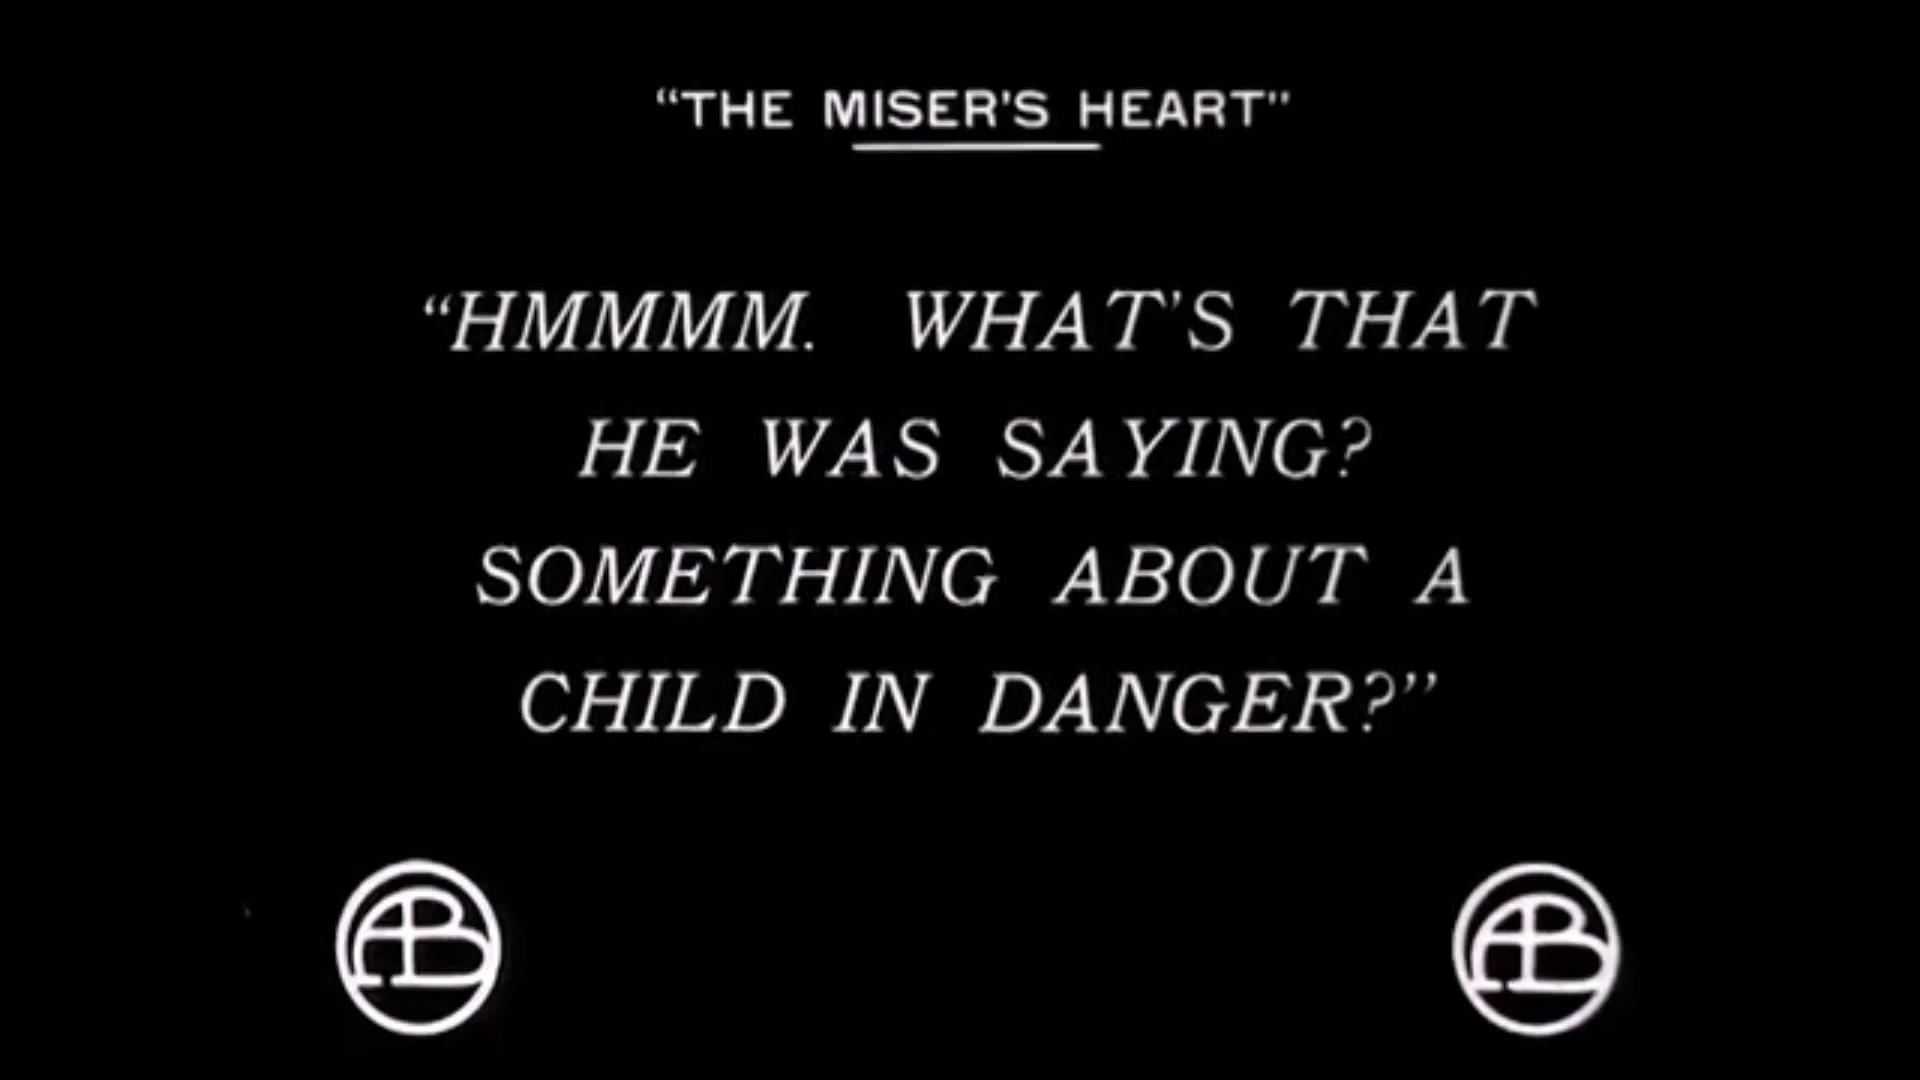 “THE MISER'S HEART”
“HMMMM. WHAT'S THAT
HE WAS SAYING?
SOMETHING ABOUT A
CHILD IN DANGER?”
AB AB